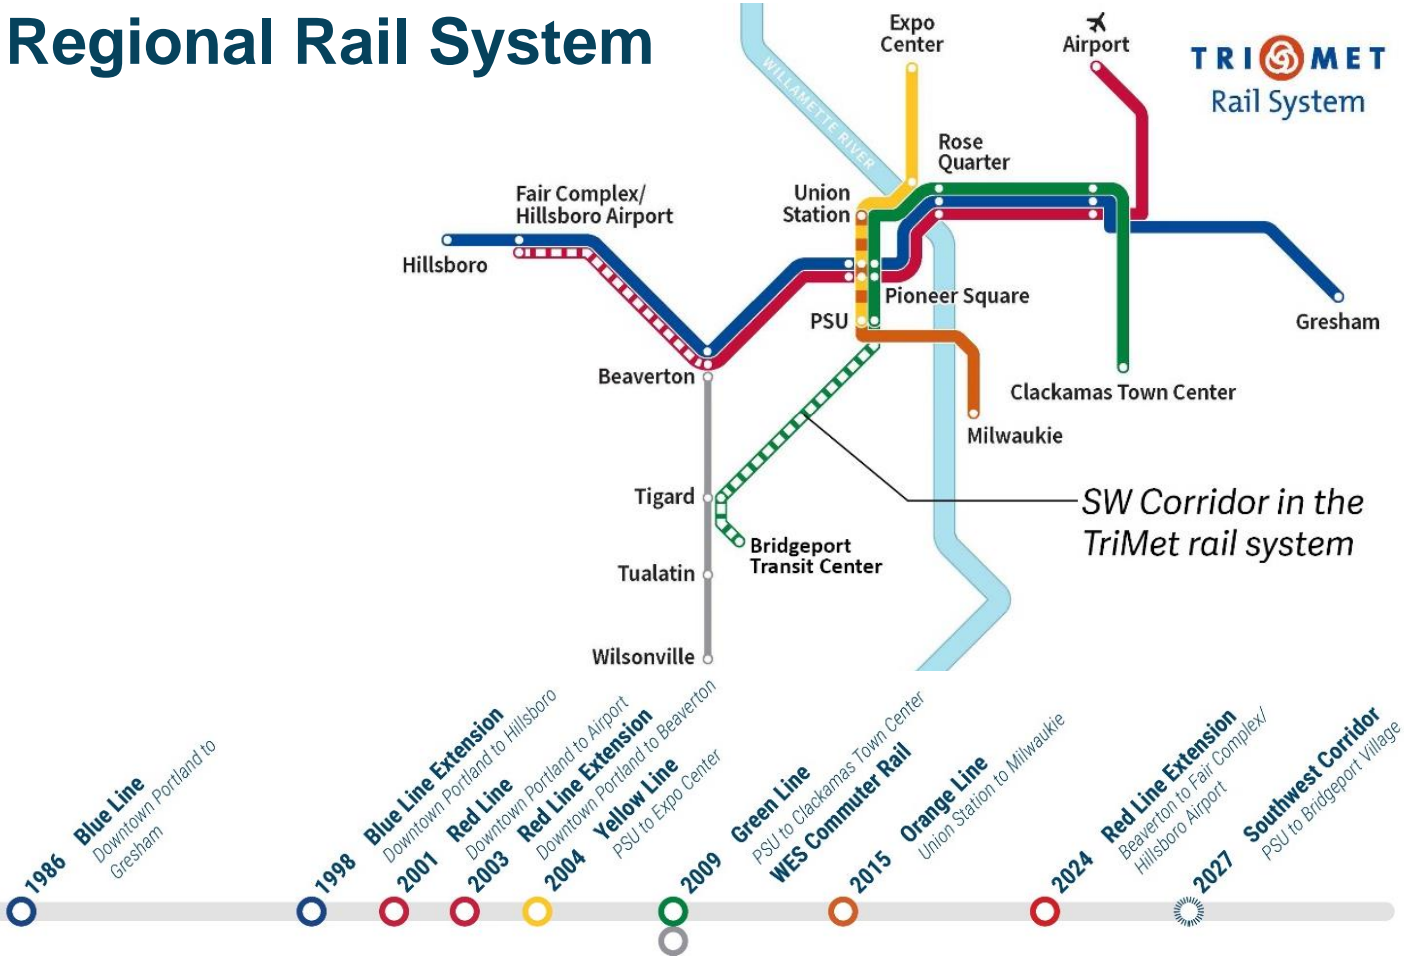 Regional Rail System
Expo
Center
Airport
TRI MET
Rail System
WILLAMETTE RIVER
Rose
Quarter
Fair Complex/
Hillsboro Airport
Union
Station
Hillsboro
Pioneer Square
PSU
Gresham
Beaverton
Clackamas Town Center
Milwaukie
Tigard
SW Corridor in the
TriMet rail system
Bridgeport
Transit Center
Tualatin
Wilsonville
1986 Blue Line
Downtown Portland to
Gresham
1998 Blue Line Extension
Downtown Portland to Hillsboro
2001 Red Line
Downtown Portland to Airport
2003 Red Line Extension
Downtown Portland to Beaverton
2004 Yellow Line
PSU to Expo Center
2009 Green Line
PSU to Clackamas Town Center
WES Commuter Rail
2015 Orange Line
Union Station to Milwaukie
2024 Red Line Extension
Beaverton to Fair Complex/
Hillsboro Airport
2027 Southwest Corridor
PSU to Bridgeport Village